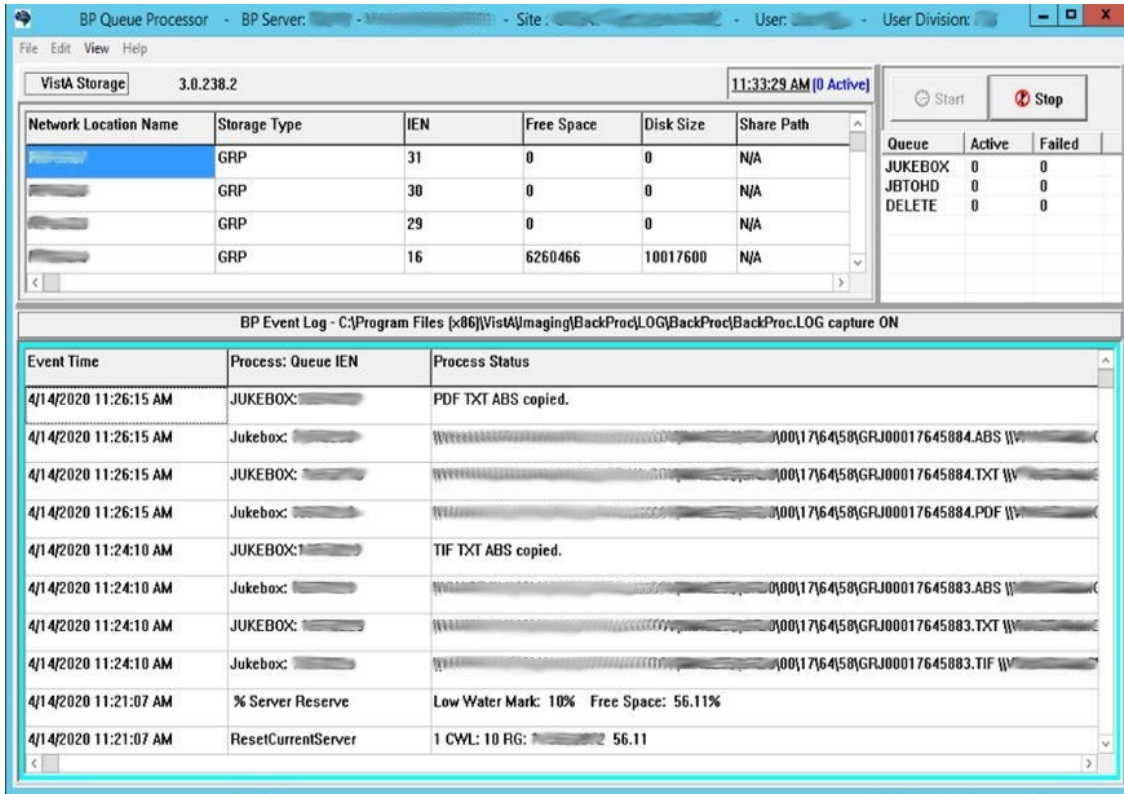 BP Queue Processor - BP Server: - - Site : - User: - User Division:
File Edit View Help
VistA Storage 3.0.238.2 11:33:29 AM (0 Active)
Start Stop
Network Location Name Storage Type IEN Free Space Disk Size Share Path
GRP 31 0 0 N/A
GRP 30 0 0 N/A
GRP 29 0 0 N/A
GRP 16 6260466 10017600 N/A
Queue Active Failed
JUKEBOX 0 0
JBTOHD 0 0
DELETE 0 0
BP Event Log - C:\Program Files (x86)\VistA\Imaging\BackProc\LOG\BackProc\BackProc.LOG capture ON
Event Time Process: Queue IEN Process Status
4/14/2020 11:26:15 AM JUKEBOX: PDF TXT ABS copied.
4/14/2020 11:26:15 AM Jukebox: \00\17\64\58\GRJ00017645884.ABS
4/14/2020 11:26:15 AM JUKEBOX: \00\17\64\58\GRJ00017645884.TXT
4/14/2020 11:26:15 AM Jukebox: \00\17\64\58\GRJ00017645884.PDF
4/14/2020 11:24:10 AM JUKEBOX: TIF TXT ABS copied.
4/14/2020 11:24:10 AM Jukebox: \00\17\64\58\GRJ00017645883.ABS
4/14/2020 11:24:10 AM JUKEBOX: \00\17\64\58\GRJ00017645883.TXT
4/14/2020 11:24:10 AM Jukebox: \00\17\64\58\GRJ00017645883.TIF
4/14/2020 11:21:07 AM % Server Reserve Low Water Mark: 10% Free Space: 56.11%
4/14/2020 11:21:07 AM ResetCurrentServer 1 CWL: 10 RG: 56.11